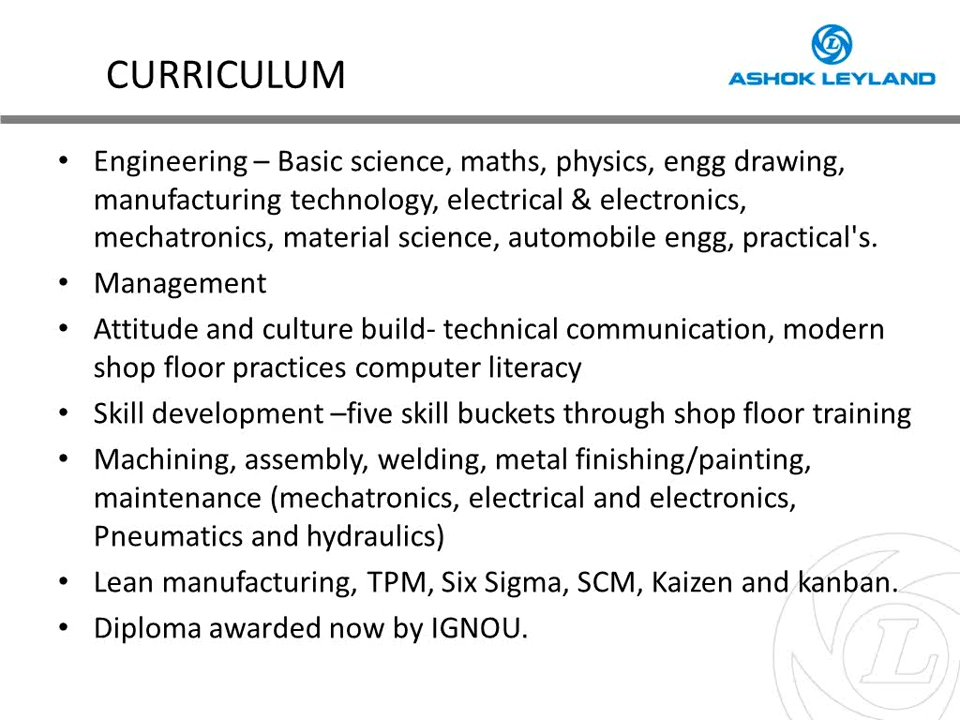 CURRICULUM
ASHOK LEYLAND
• Engineering – Basic science, maths, physics, engg drawing,
manufacturing technology, electrical & electronics,
mechatronics, material science, automobile engg, practical's.
• Management
• Attitude and culture build- technical communication, modern
shop floor practices computer literacy
• Skill development –five skill buckets through shop floor training
• Machining, assembly, welding, metal finishing/painting,
maintenance (mechatronics, electrical and electronics,
Pneumatics and hydraulics)
• Lean manufacturing, TPM, Six Sigma, SCM, Kaizen and kanban.
• Diploma awarded now by IGNOU.
L
L